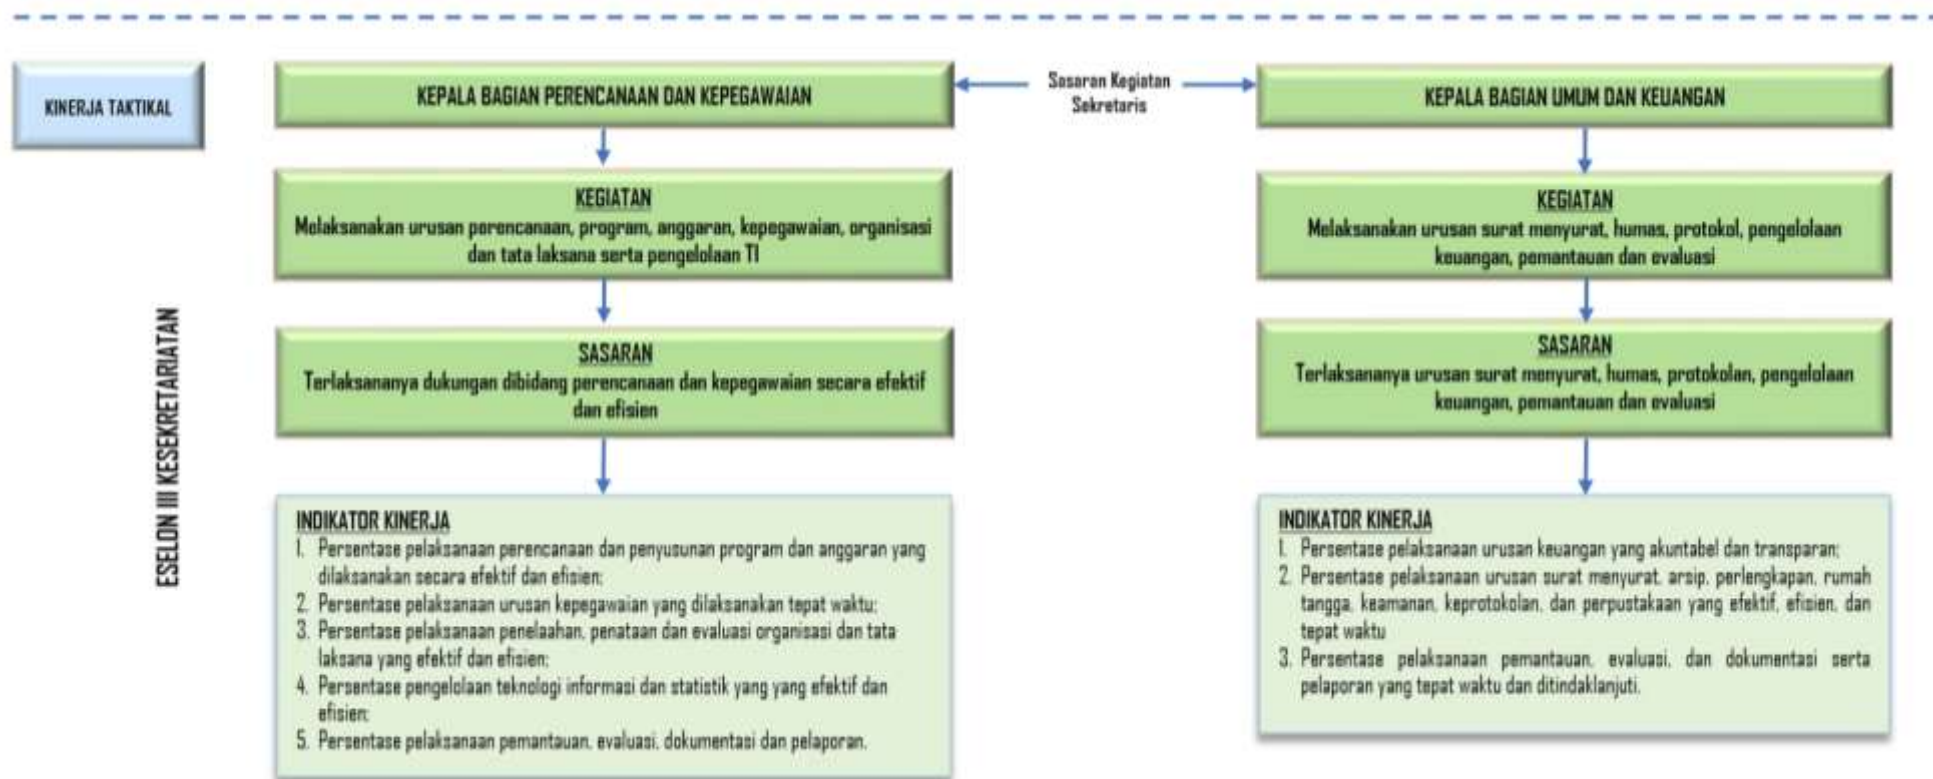 KINERJA TAKTIKAL
KEPALA BAGIAN PERENCANAAN DAN KEPEGAWAIAN
Sasaran Kegiatan
Sekretaris
KEPALA BAGIAN UMUM DAN KEUANGAN
ESELON III KESEKRETARIATAN
KEGIATAN
Melaksanakan urusan perencanaan, program, anggaran, kepegawaian, organisasi
dan tata laksana serta pengelolaan TI
SASARAN
Terlaksananya dukungan dibidang perencanaan dan kepegawaian secara efektif
dan efisien
INDIKATOR KINERJA
1. Persentase pelaksanaan perencanaan dan penyusunan program dan anggaran yang
dilaksanakan secara efektif dan efisien;
2. Persentase pelaksanaan urusan kepegawaian yang dilaksanakan tepat waktu;
3. Persentase pelaksanaan penelaahan, penataan dan evaluasi organisasi dan tata
laksana yang efektif dan efisien;
4. Persentase pengelolaan teknologi informasi dan statistik yang yang efektif dan
efisien;
5. Persentase pelaksanaan pemantauan, evaluasi, dokumentasi dan pelaporan.
KEGIATAN
Melaksanakan urusan surat menyurat, humas, protokol, pengelolaan
keuangan, pemantauan dan evaluasi
SASARAN
Terlaksananya urusan surat menyurat, humas, protokolan, pengelolaan
keuangan, pemantauan dan evaluasi
INDIKATOR KINERJA
1. Persentase pelaksanaan urusan keuangan yang akuntabel dan transparan;
2. Persentase pelaksanaan urusan surat menyurat, arsip, perlengkapan, rumah
tangga, keamanan, keprotokolan, dan perpustakaan yang efektif, efisien, dan
tepat waktu
3. Persentase pelaksanaan pemantauan, evaluasi, dan dokumentasi serta
pelaporan yang tepat waktu dan ditindaklanjuti.